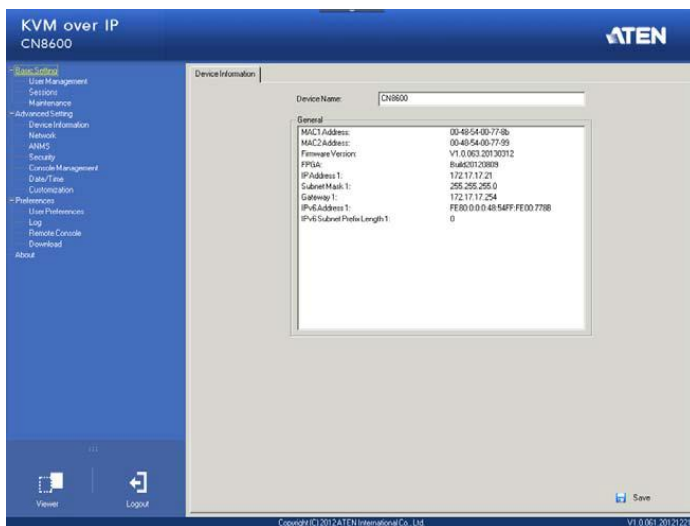 KVM over IP
CN8600
ATEN
Basic Setting
User Management
Sessions
Maintenance
Advanced Setting
Device Information
Network
ANMS
Security
Console Management
Date/Time
Customization
Preferences
User Preferences
Log
Remote Console
Download
About
Viewer
Logout
Device Information
Device Name: CN8600
General
MAC1 Address: 00-48-54-00-77-8b
MAC2 Address: 00-48-54-00-77-99
Firmware Version: V1.0.063.20130312
FPGA: Build20120809
IP Address 1: 172.17.17.21
Subnet Mask 1: 255.255.255.0
Gateway 1: 172.17.17.254
IPv6 Address 1: FE80:0:0:0:48:54FF:FE00:778B
IPv6 Subnet Prefix Length 1: 0
Save
Copyright (C) 2012 ATEN International Co., Ltd.